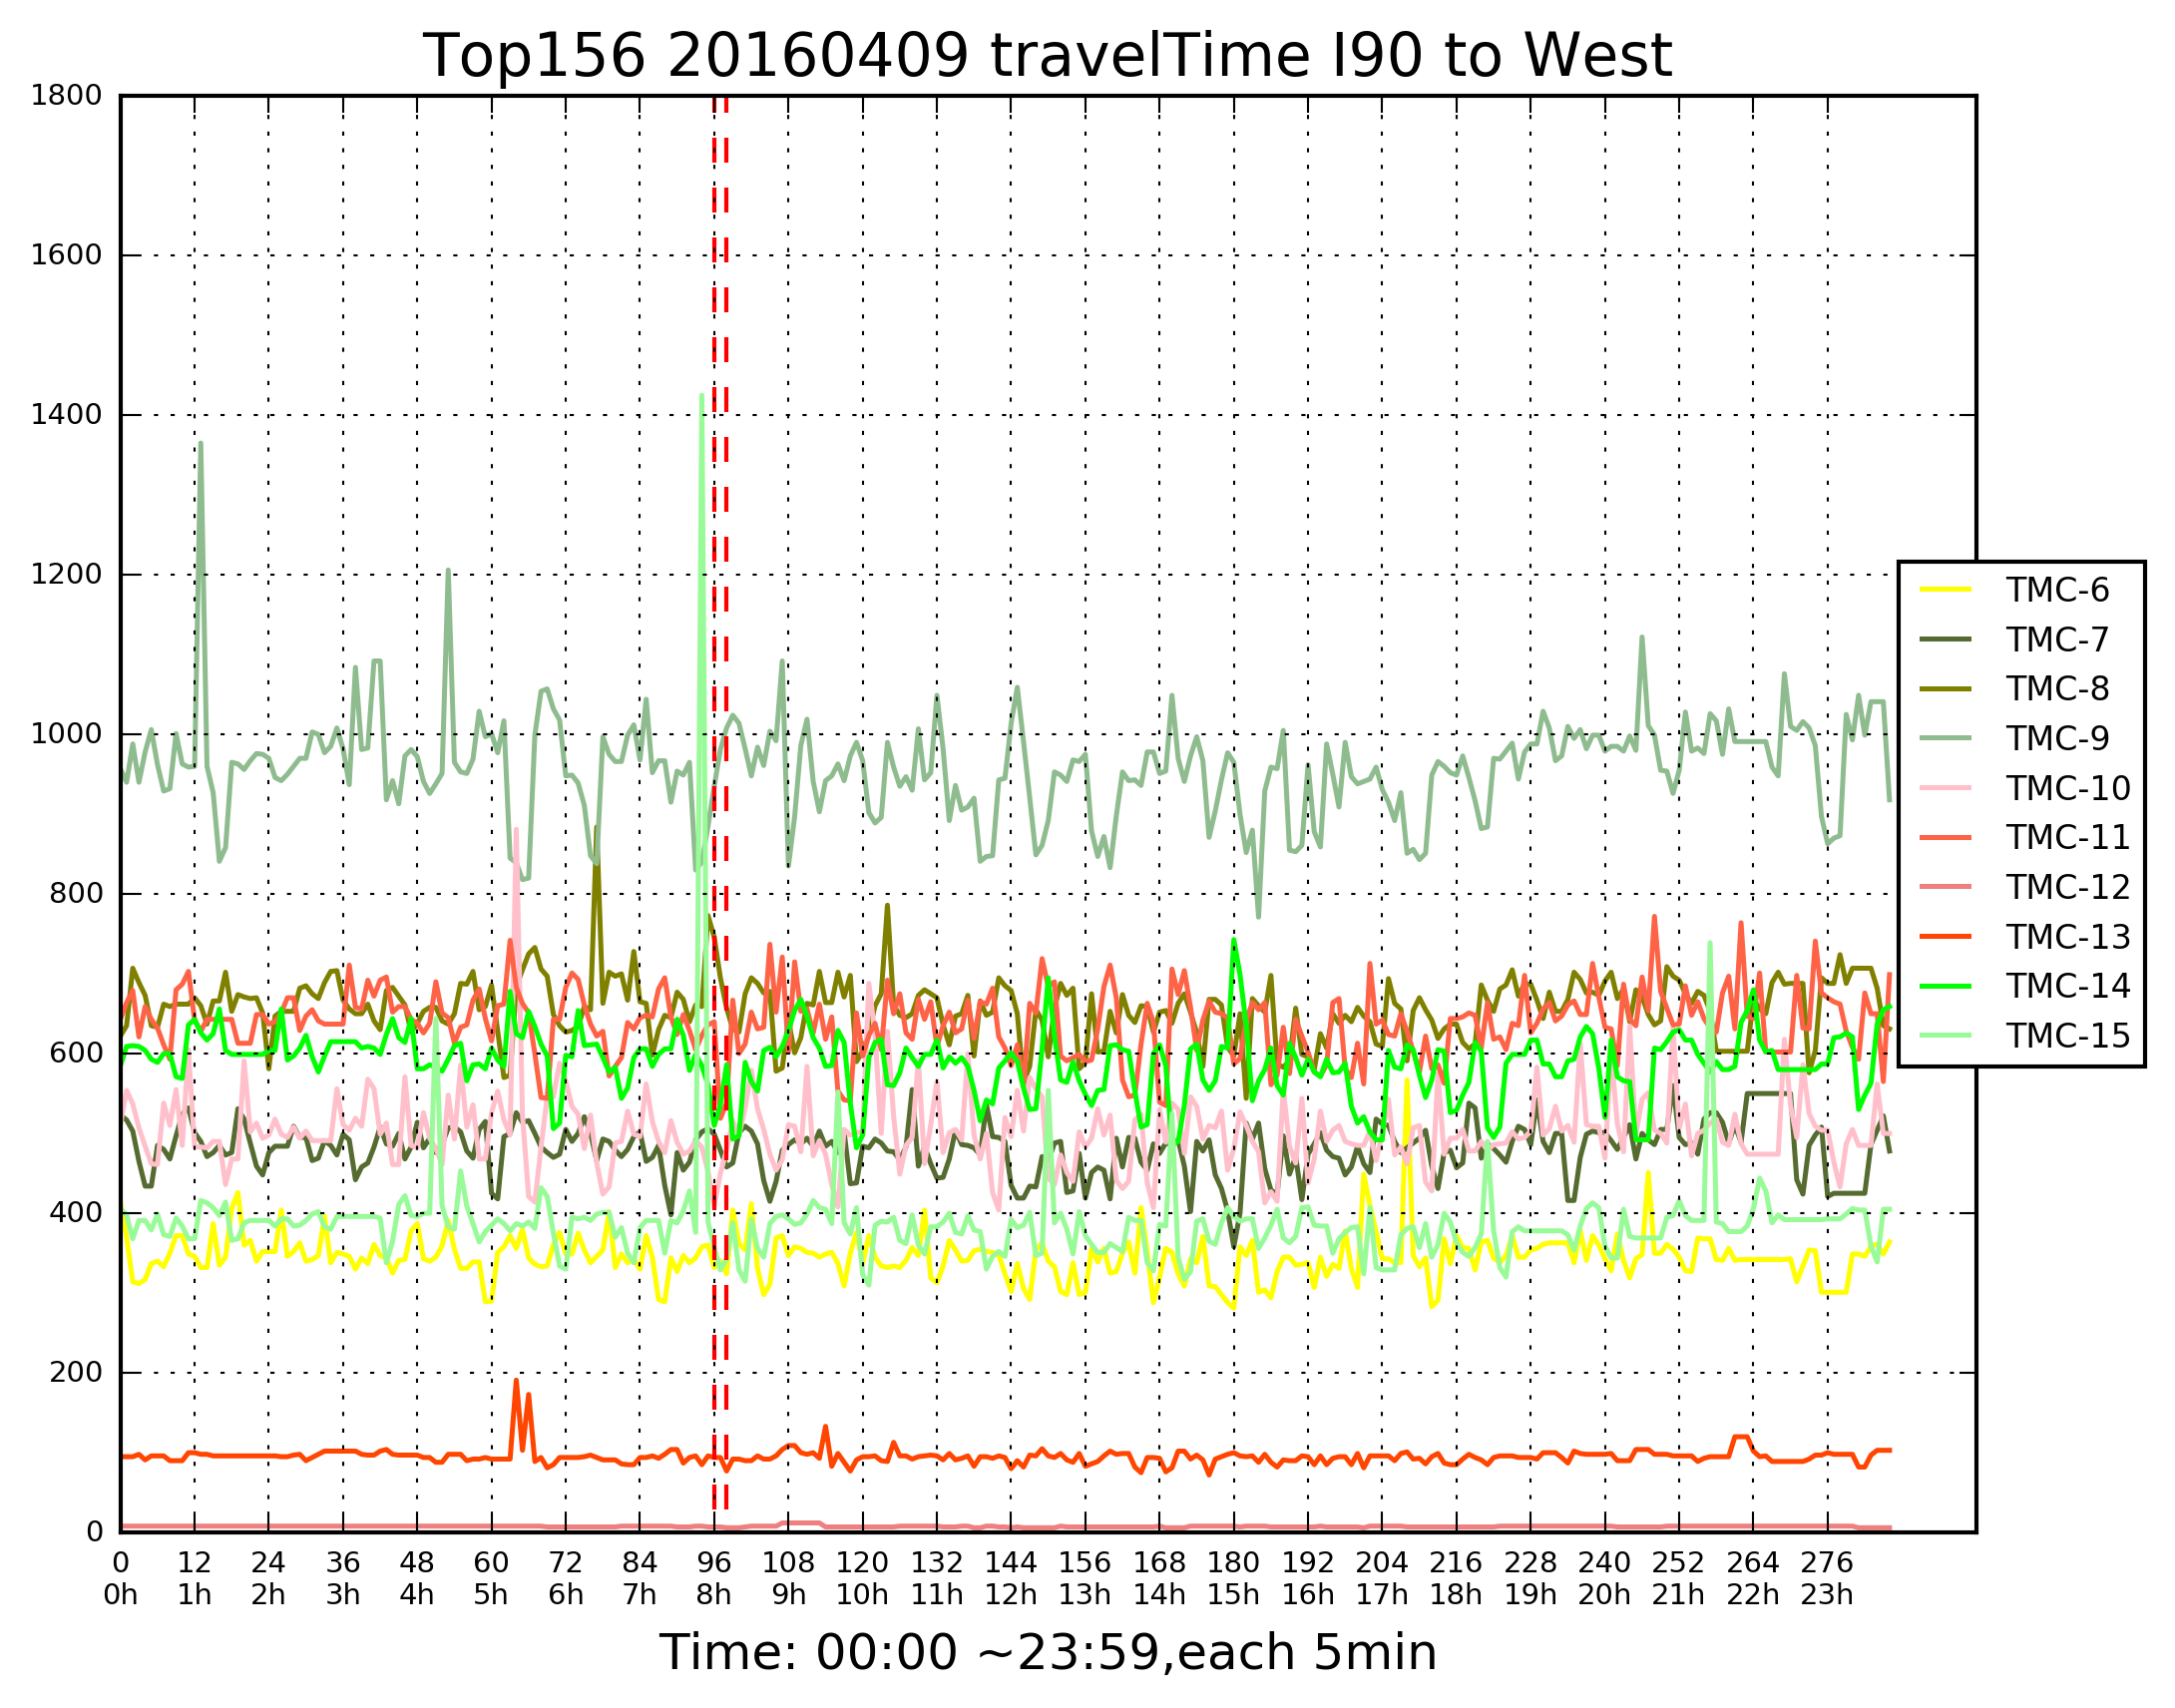 Top156 20160409 travelTime I90 to West
1800
1600
1400
1200
1000
800
600
400
200
0
TMC-6
TMC-7
TMC-8
TMC-9
TMC-10
TMC-11
TMC-12
TMC-13
TMC-14
TMC-15
0 12 24 36 48 60 72 84 96 108 120 132 144 156 168 180 192 204 216 228 240 252 264 276
0h 1h 2h 3h 4h 5h 6h 7h 8h 9h 10h 11h 12h 13h 14h 15h 16h 17h 18h 19h 20h 21h 22h 23h
Time: 00:00 ~23:59,each 5min